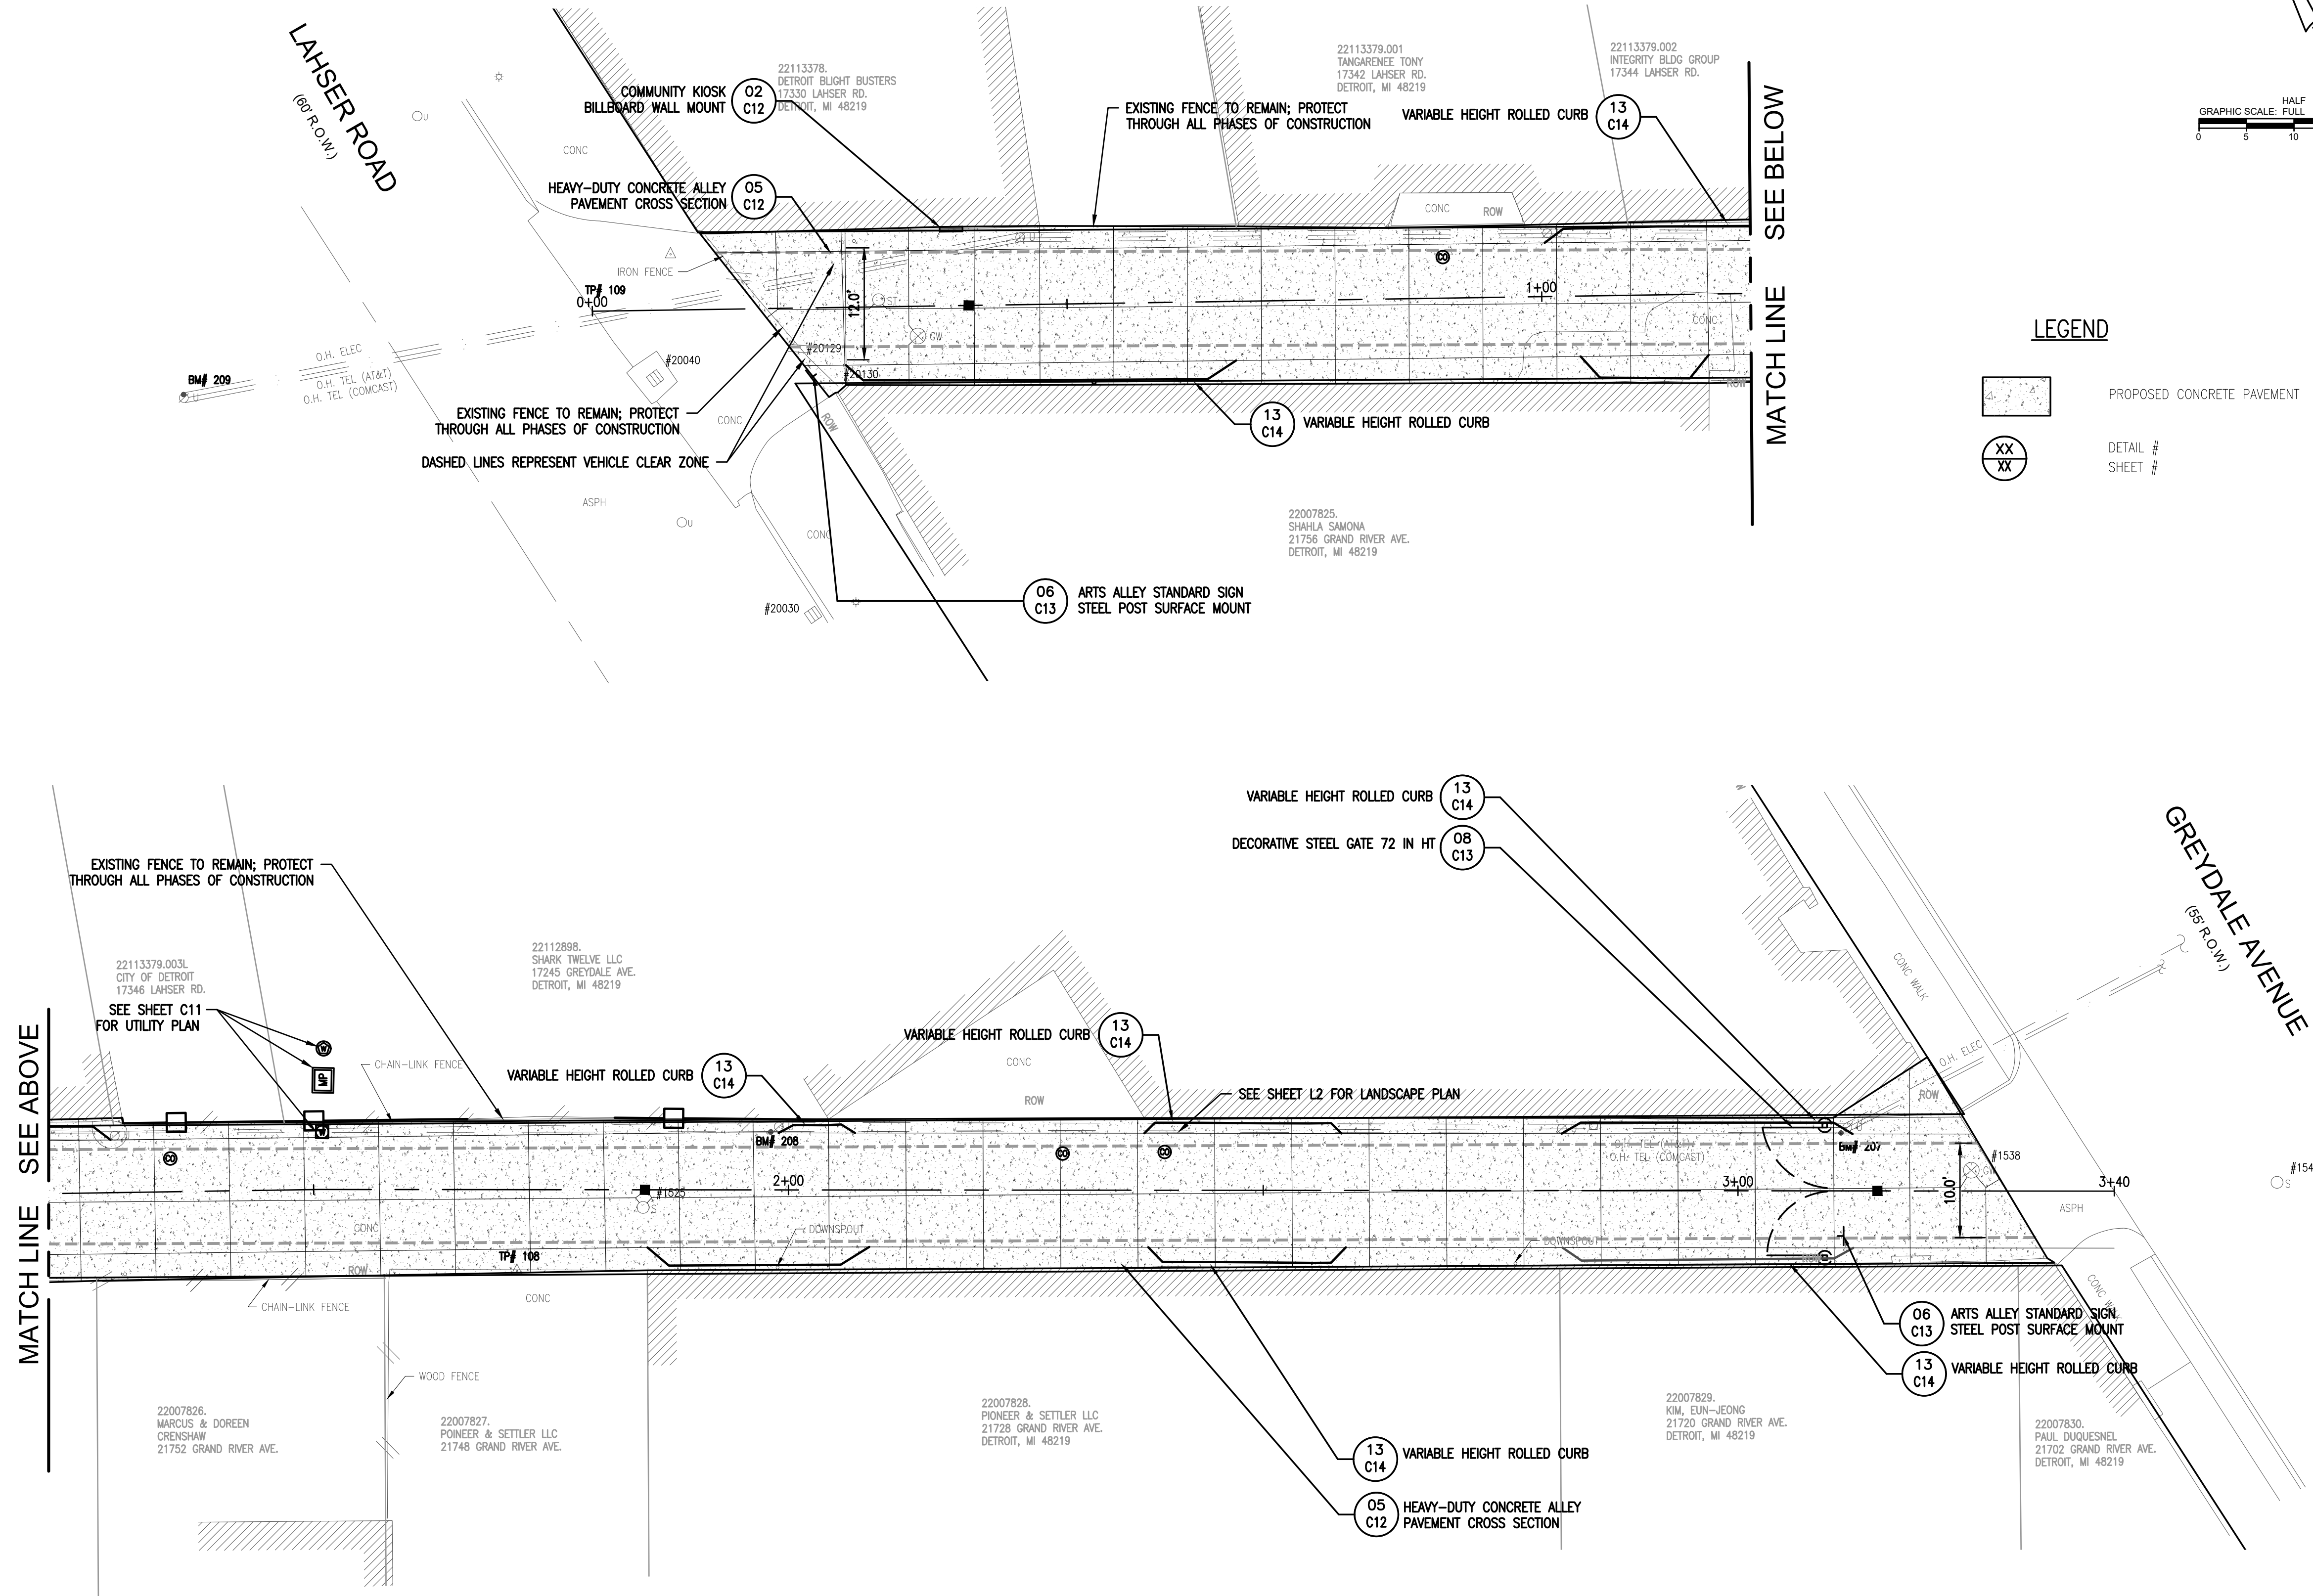 LAHSER ROAD
(60' R.O.W.)
U
CONC
COMMUNITY KIOSK
BILLBOARD WALL MOUNT
02
C12
22113378.
DETROIT BLIGHT BUSTERS
17330 LAHSER RD.
DETROIT, MI 48219
HEAVY-DUTY CONCRETE ALLEY
PAVEMENT CROSS SECTION
05
C12
EXISTING FENCE TO REMAIN; PROTECT
THROUGH ALL PHASES OF CONSTRUCTION
22113379.001
TANGARENEE TONY
17342 LAHSER RD.
DETROIT, MI 48219
VARIABLE HEIGHT ROLLED CURB
13
C14
22113379.002
INTEGRITY BLDG GROUP
17344 LAHSER RD.
SEE BELOW
MATCH LINE
HALF
GRAPHIC SCALE: FULL
0 5 10
CONC
ROW
IRON FENCE
TP# 109
0+00
12.0'
U
ST
GW
CO
1+00
CONC
ROW
O.H. ELEC
O.H. TEL (AT&T)
O.H. TEL (COMCAST)
BM# 209
U
#20040
#20129
#20130
CONC
ROW
EXISTING FENCE TO REMAIN; PROTECT
THROUGH ALL PHASES OF CONSTRUCTION
DASHED LINES REPRESENT VEHICLE CLEAR ZONE
13
C14
VARIABLE HEIGHT ROLLED CURB
ASPH
U
CONC
22007825.
SHAHLA SAMONA
21756 GRAND RIVER AVE.
DETROIT, MI 48219
#20030
06
C13
ARTS ALLEY STANDARD SIGN
STEEL POST SURFACE MOUNT
LEGEND
PROPOSED CONCRETE PAVEMENT
XX
XX
DETAIL #
SHEET #
VARIABLE HEIGHT ROLLED CURB
13
C14
DECORATIVE STEEL GATE 72 IN HT
08
C13
GREYDALE AVENUE
(55' R.O.W.)
EXISTING FENCE TO REMAIN; PROTECT
THROUGH ALL PHASES OF CONSTRUCTION
22113379.003L
CITY OF DETROIT
17346 LAHSER RD.
22112898.
SHARK TWELVE LLC
17245 GREYDALE AVE.
DETROIT, MI 48219
SEE SHEET C11
FOR UTILITY PLAN
W
MP
CHAIN-LINK FENCE
VARIABLE HEIGHT ROLLED CURB
13
C14
VARIABLE HEIGHT ROLLED CURB
13
C14
CONC
ROW
SEE SHEET L2 FOR LANDSCAPE PLAN
CONC WALK
O.H. ELEC
ROW
SEE ABOVE
MATCH LINE
W
CO
BM# 208
CO
CO
O.H. TEL (AT&T)
O.H. TEL (COMCAST)
BM# 207
#1538
GW
#1525
S
2+00
3+00
10.0'
3+40
S
ASPH
CONC
DOWNSPOUT
DOWNSPOUT
TP# 108
ROW
CHAIN-LINK FENCE
CONC
CONC WALK
06
C13
ARTS ALLEY STANDARD SIGN
STEEL POST SURFACE MOUNT
13
C14
VARIABLE HEIGHT ROLLED CURB
WOOD FENCE
22007826.
MARCUS & DOREEN
CRENSHAW
21752 GRAND RIVER AVE.
22007827.
POINEER & SETTLER LLC
21748 GRAND RIVER AVE.
22007828.
PIONEER & SETTLER LLC
21728 GRAND RIVER AVE.
DETROIT, MI 48219
22007829.
KIM, EUN-JEONG
21720 GRAND RIVER AVE.
DETROIT, MI 48219
22007830.
PAUL DUQUESNEL
21702 GRAND RIVER AVE.
DETROIT, MI 48219
13
C14
VARIABLE HEIGHT ROLLED CURB
05
C12
HEAVY-DUTY CONCRETE ALLEY
PAVEMENT CROSS SECTION